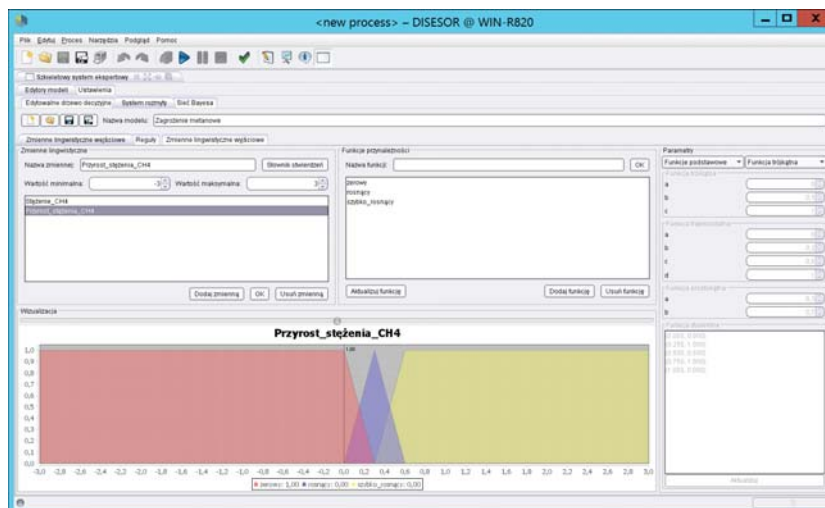 <new process> – DISESOR @ WIN-R820
Plik Edytuj Proces Narzędzia Podgląd Pomoc
Szkieletowy system ekspertowy
Edytory modeli Ustawienia
Edytowalne drzewo decyzyjne System rozmyty Sieć Bayesa
Nazwa modelu: Zagrożenie metanowe
Zmienne lingwistyczne wejściowe Reguły Zmienne lingwistyczne wyjściowe
Zmienne lingwistyczne
Nazwa zmiennej: Przyrost_stężenia_CH4 Słownik stwierdzeń
Wartość minimalna: -3 Wartość maksymalna: 3
Stężenie_CH4
Przyrost_stężenia_CH4
Dodaj zmienną OK Usuń zmienną
Funkcje przynależności
Nazwa funkcji: OK
zerowy
rosnący
szybko_rosnący
Aktualizuj funkcję Dodaj funkcję Usuń funkcję
Parametry
Funkcje podstawowe Funkcja trójkątna
Funkcja trójkątna
a
b
c
Funkcja trapezoidalna
a
b
c
d
a
b
Aktualizuj
Wizualizacja
Przyrost_stężenia_CH4
1,00
1,0
0,9
0,8
0,7
0,6
0,5
0,4
0,3
0,2
0,1
0,0
-3,0 -2,8 -2,6 -2,4 -2,2 -2,0 -1,8 -1,6 -1,4 -1,2 -1,0 -0,8 -0,6 -0,4 -0,2 0,0 0,2 0,4 0,6 0,8 1,0 1,2 1,4 1,6 1,8 2,0 2,2 2,4 2,6 2,8 3,0
zerowy: 1,00 rosnący: 0,00 szybko_rosnący: 0,00